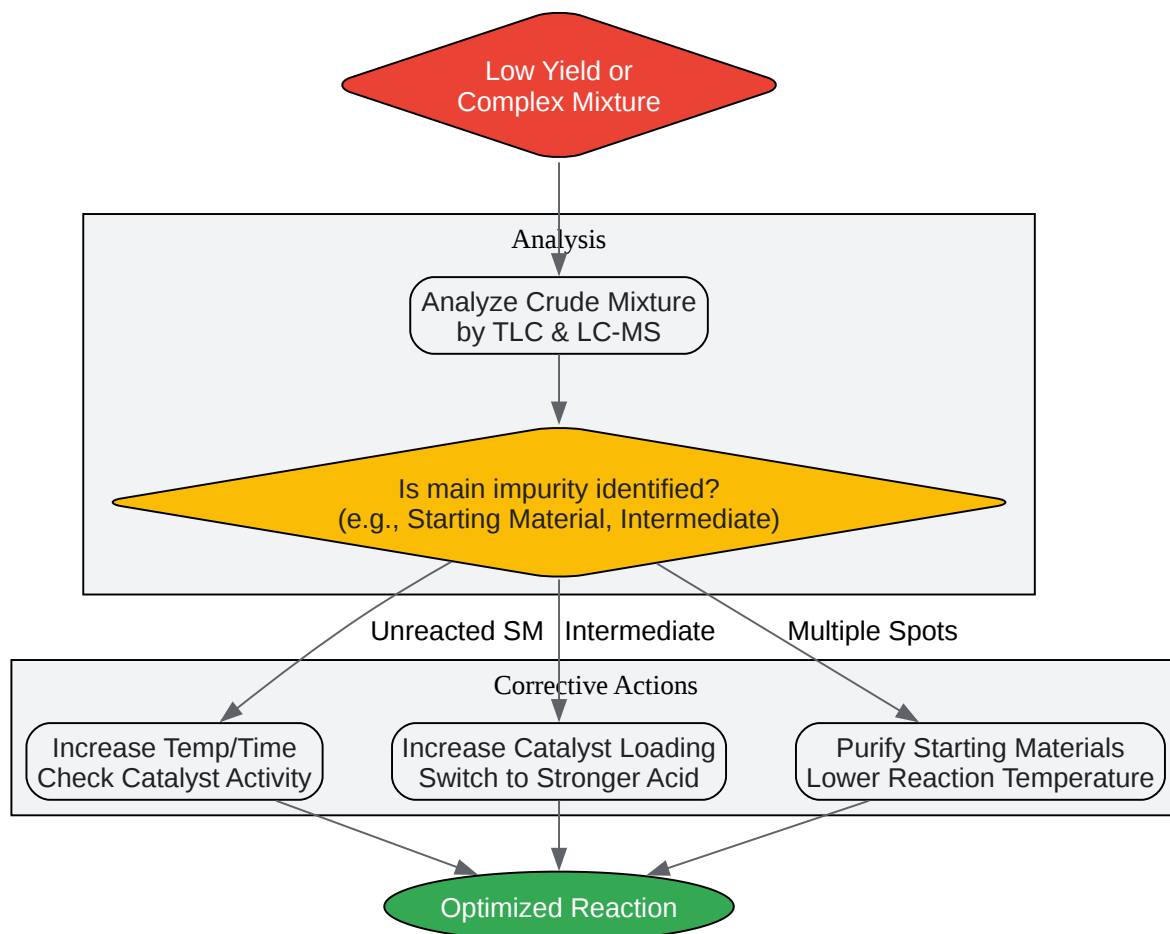 Low Yield or
Complex Mixture
Analysis
Analyze Crude Mixture
by TLC & LC-MS
Is main impurity identified?
(e.g., Starting Material, Intermediate)
Unreacted SM
Intermediate
Multiple Spots
Corrective Actions
Increase Temp/Time
Check Catalyst Activity
Increase Catalyst Loading
Switch to Stronger Acid
Purify Starting Materials
Lower Reaction Temperature
Optimized Reaction